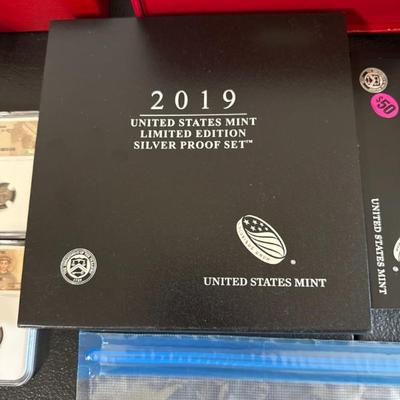 2019
UNITED STATES MINT
LIMITED EDITION
SILVER PROOF SET™
UNITED STATES MINT
$50
UNITED STATES MINT